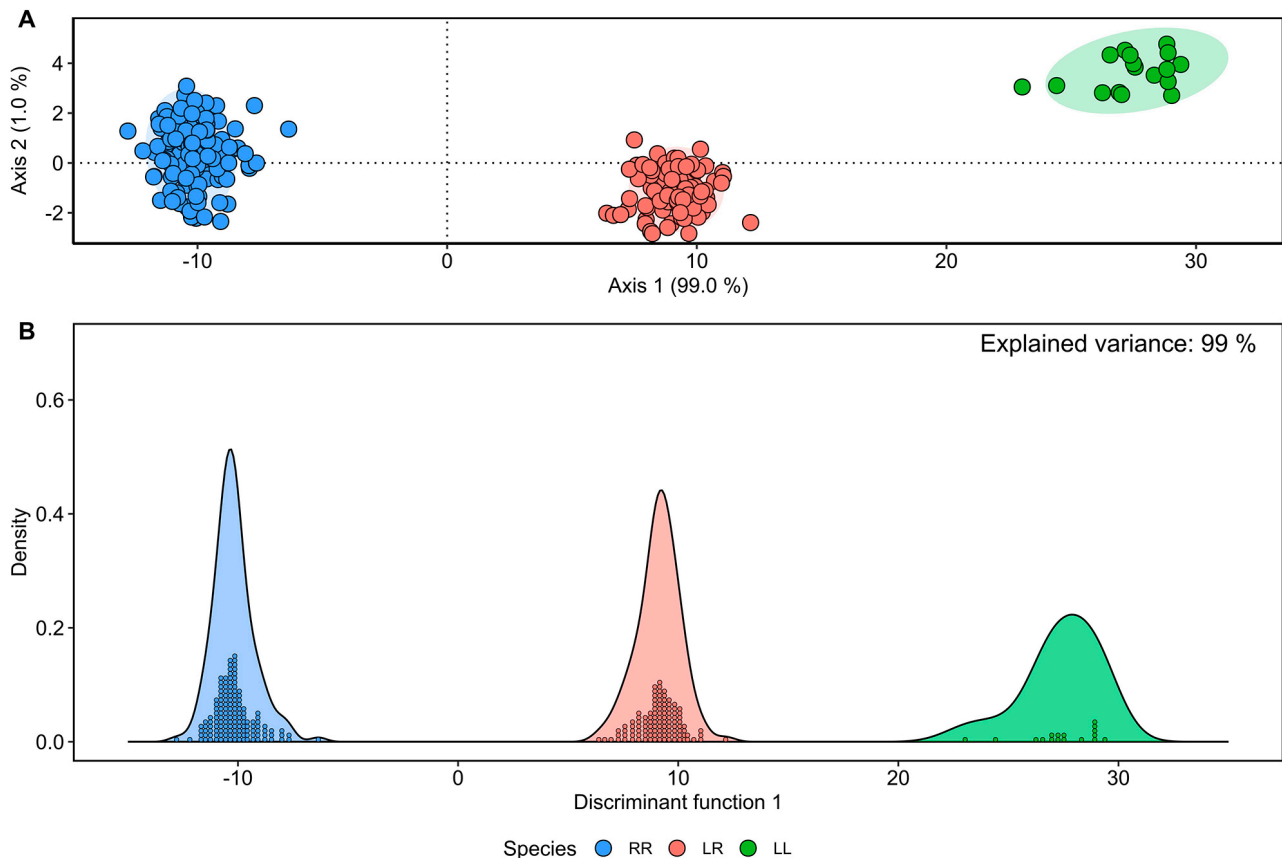 A
Axis 2 (1.0 %)
4
2
0
-2
-10
0
10
20
30
Axis 1 (99.0 %)
B
Explained variance: 99 %
Density
0.6
0.4
0.2
0.0
-10
0
10
20
30
Discriminant function 1
Species RR LR LL